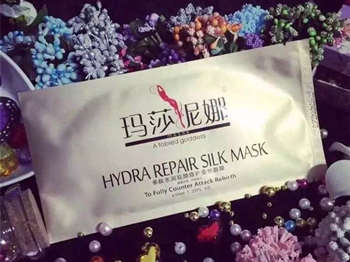 玛莎妮娜
A fabled goddess
HYDRA REPAIR SILK MASK
To Fully Counter Attack Rebirth